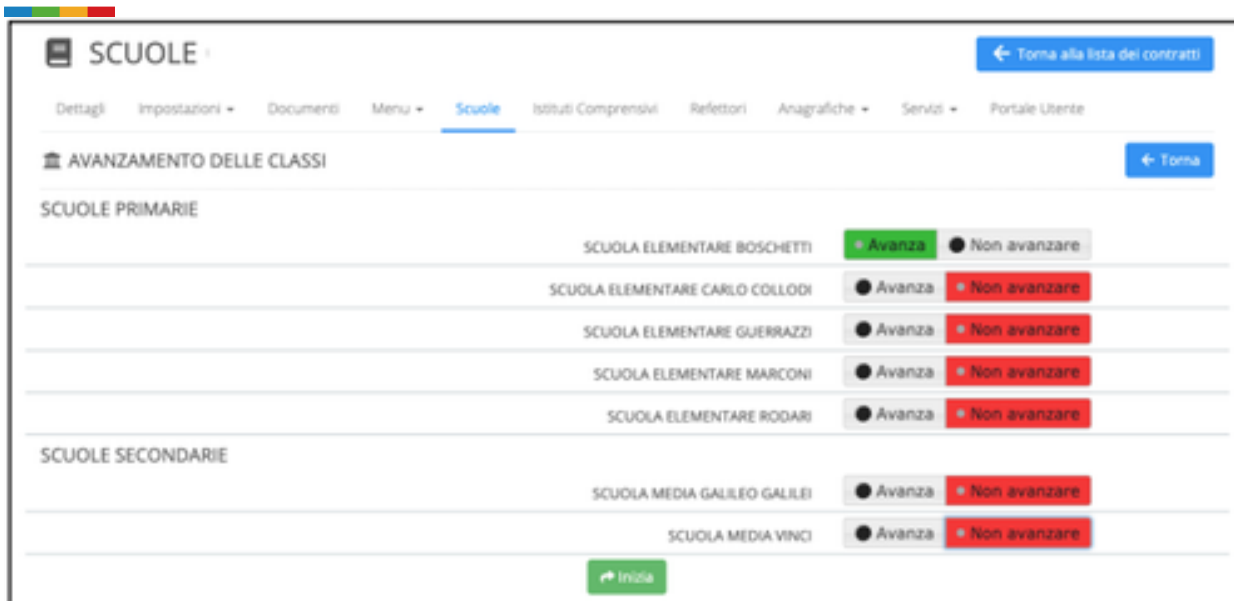 SCUOLE
Torna alla lista dei contratti
Dettagli Impostazioni Documenti Menu Scuole Istituti Comprensivi Refettori Anagrafiche Servizi Portale Utente
AVANZAMENTO DELLE CLASSI
Torna
SCUOLE PRIMARIE
SCUOLA ELEMENTARE BOSCHETTI Avanza Non avanzare
SCUOLA ELEMENTARE CARLO COLLODI Avanza Non avanzare
SCUOLA ELEMENTARE GUERRAZZI Avanza Non avanzare
SCUOLA ELEMENTARE MARCONI Avanza Non avanzare
SCUOLA ELEMENTARE RODARI Avanza Non avanzare
SCUOLE SECONDARIE
SCUOLA MEDIA GALILEO GALILEI Avanza Non avanzare
SCUOLA MEDIA VINCI Avanza Non avanzare
Inizia